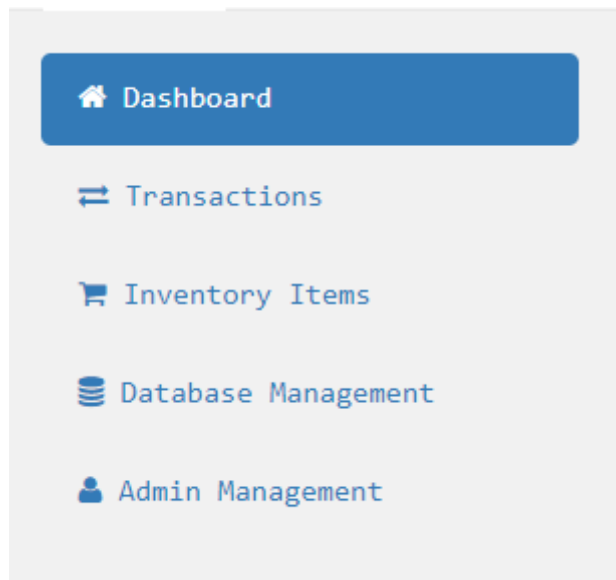 Dashboard
Transactions
Inventory Items
Database Management
Admin Management